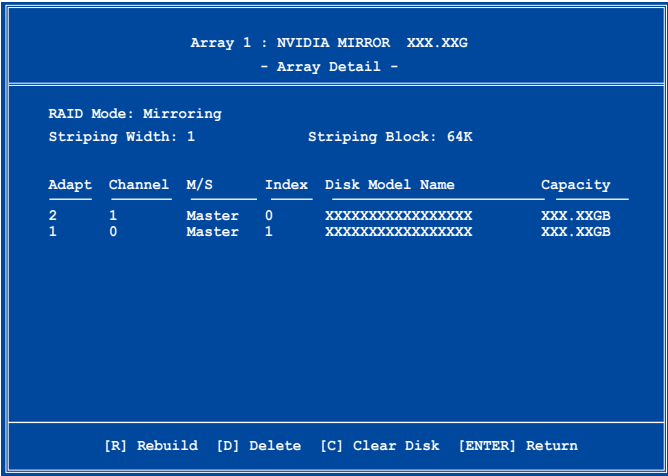 Array 1 : NVIDIA MIRROR XXX.XXG
- Array Detail -
RAID Mode: Mirroring
Striping Width: 1 Striping Block: 64K
Adapt Channel M/S Index Disk Model Name Capacity
2 1 Master 0 XXXXXXXXXXXXXXXXX XXX.XXGB
1 0 Master 1 XXXXXXXXXXXXXXXXX XXX.XXGB
[R] Rebuild [D] Delete [C] Clear Disk [ENTER] Return